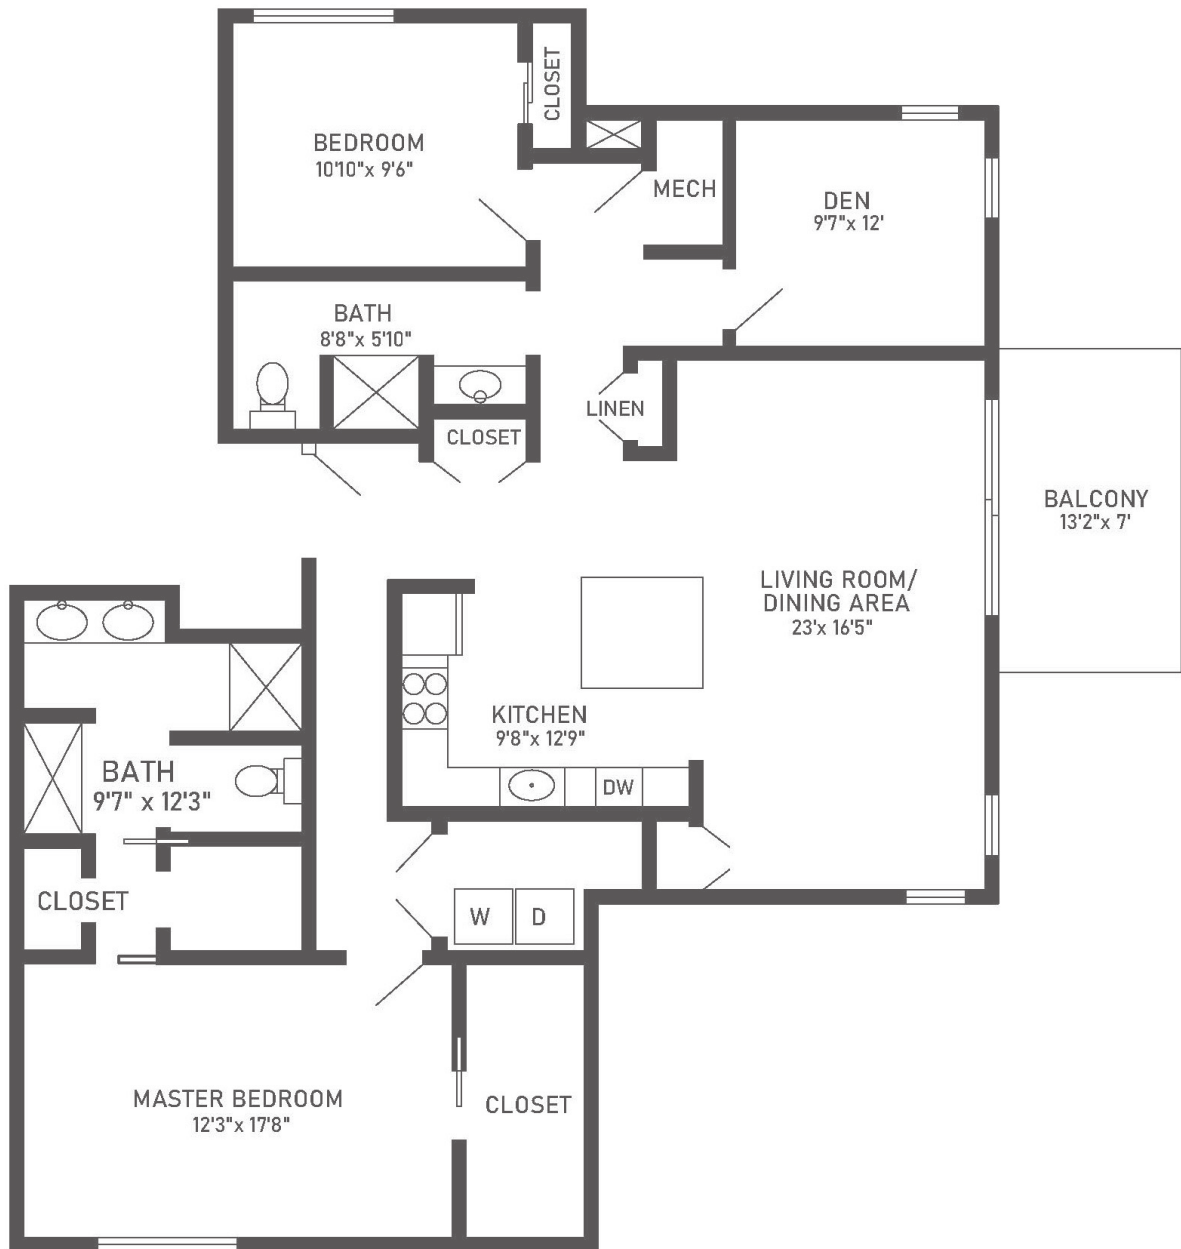 CLOSET
BEDROOM
10'10"x 9'6"
MECH
DEN
9'7"x 12'
BATH
8'8"x 5'10"
LINEN
CLOSET
BALCONY
13'2"x 7'
LIVING ROOM/
DINING AREA
23'x 16'5"
KITCHEN
9'8"x 12'9"
DW
BATH
9'7" x 12'3"
CLOSET
W
D
MASTER BEDROOM
12'3"x 17'8"
CLOSET